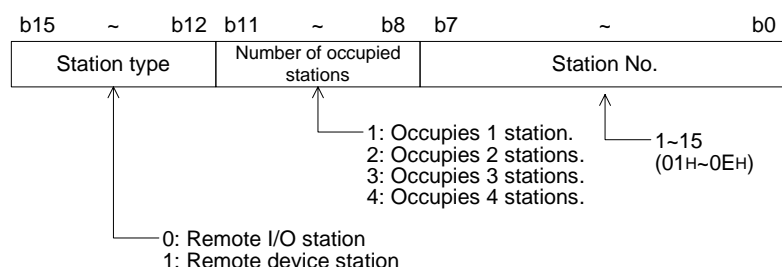 b15 ~ b12 b11 ~ b8 b7 ~ b0
Station type
Number of occupied
stations
Station No.
1: Occupies 1 station.
2: Occupies 2 stations.
3: Occupies 3 stations.
4: Occupies 4 stations.
1~15
(01H~0EH)
0: Remote I/O station
1: Remote device station